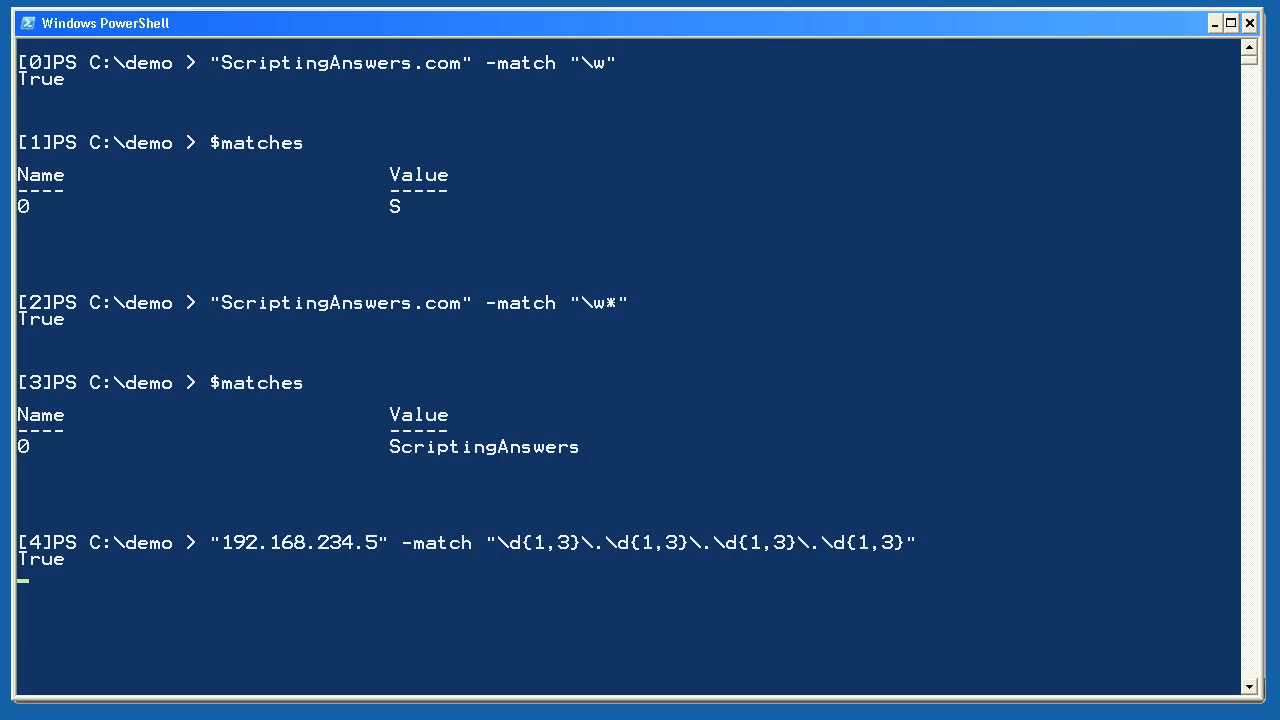 Windows PowerShell
[0]PS C:\demo > "ScriptingAnswers.com" -match "\w"
True
[1]PS C:\demo > $matches
Name Value
---- -----
0 S
[2]PS C:\demo > "ScriptingAnswers.com" -match "\w*"
True
[3]PS C:\demo > $matches
Name Value
---- -----
0 ScriptingAnswers
[4]PS C:\demo > "192.168.234.5" -match "\d{1,3}\.\d{1,3}\.\d{1,3}\.\d{1,3}"
True